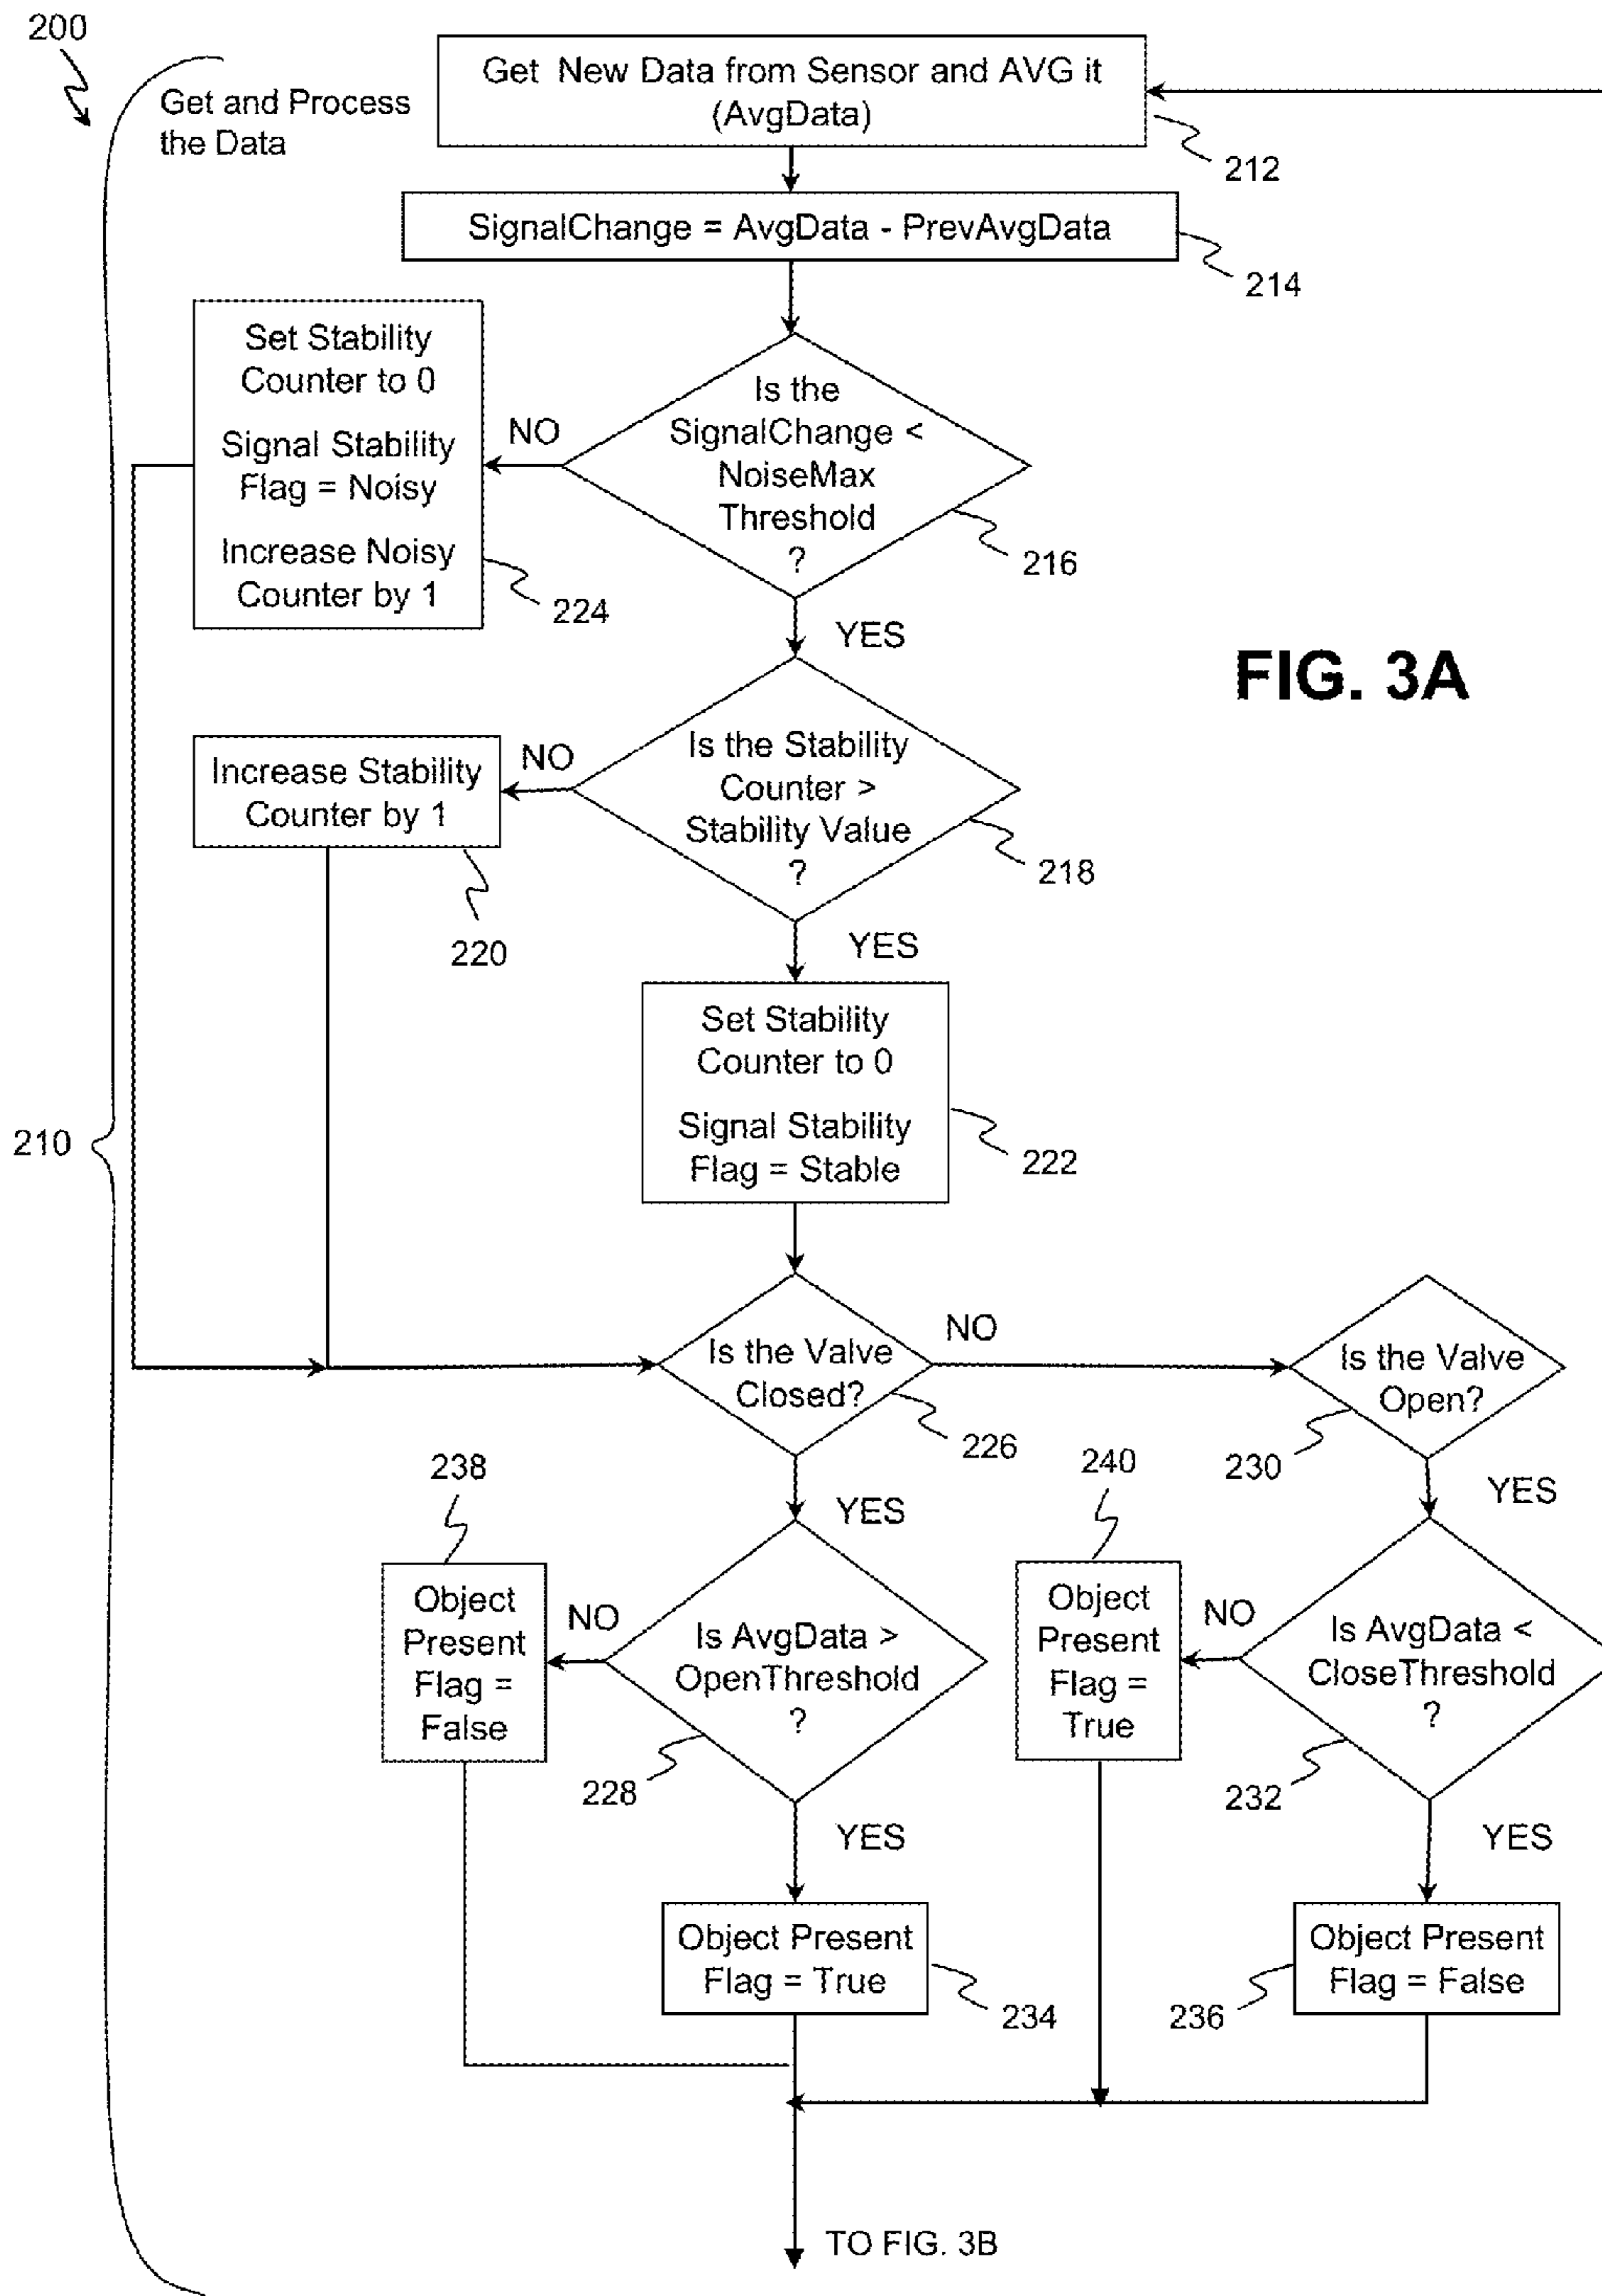 200
Get and Process
the Data
Get New Data from Sensor and AVG it
(AvgData)
212
SignalChange = AvgData - PrevAvgData
214
Set Stability
Counter to 0
Signal Stability
Flag = Noisy
Increase Noisy
Counter by 1
224
NO
Is the
SignalChange <
NoiseMax
Threshold
?
216
YES
FIG. 3A
Increase Stability
Counter by 1
220
NO
Is the Stability
Counter >
Stability Value
?
218
YES
Set Stability
Counter to 0
Signal Stability
Flag = Stable
222
210
Is the Valve
Closed?
226
NO
Is the Valve
Open?
230
YES
YES
238
Object
Present
Flag =
False
NO
Is AvgData >
OpenThreshold
?
228
240
Object
Present
Flag =
True
NO
Is AvgData <
CloseThreshold
?
232
YES
YES
Object Present
Flag = True
234
Object Present
Flag = False
236
TO FIG. 3B